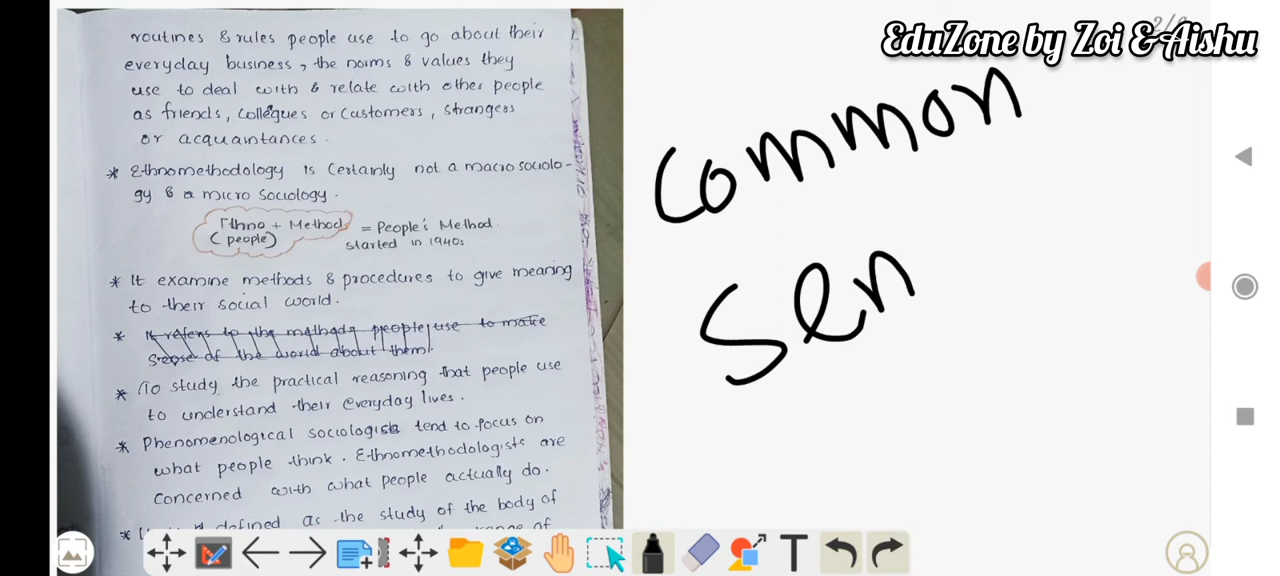 routines & rules people use to go about their
everyday business, the norms & values they
use to deal with & relate with other people
as friends, collegues or customers, strangers
or acquaintances.
* Ethnomethodology is certainly not a macro sociolo-
gy & a micro sociology.
Ethno + Method = People's Method.
(people) started in 1940s
* It examine methods & procedures to give meaning
to their social world.
* It refers to the methods people use to make
sense of the world about them.
* To study the practical reasoning that people use
to understand their everyday lives.
* Phenomenological sociologists tend to focus on
what people think. Ethnomethodologists are
concerned with what people actually do.
* defined as the study of the body of
of
2/2
EduZone by Zoi &Aishu
Common
Sen
T